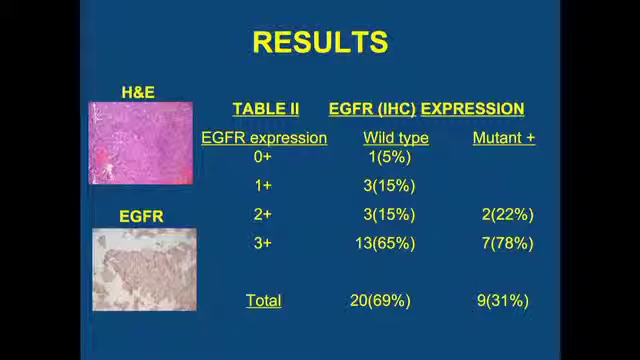 RESULTS
H&E
TABLE II EGFR (IHC) EXPRESSION
EGFR expression Wild type Mutant +
0+ 1(5%)
1+ 3(15%)
EGFR
2+ 3(15%) 2(22%)
3+ 13(65%) 7(78%)
Total 20(69%) 9(31%)